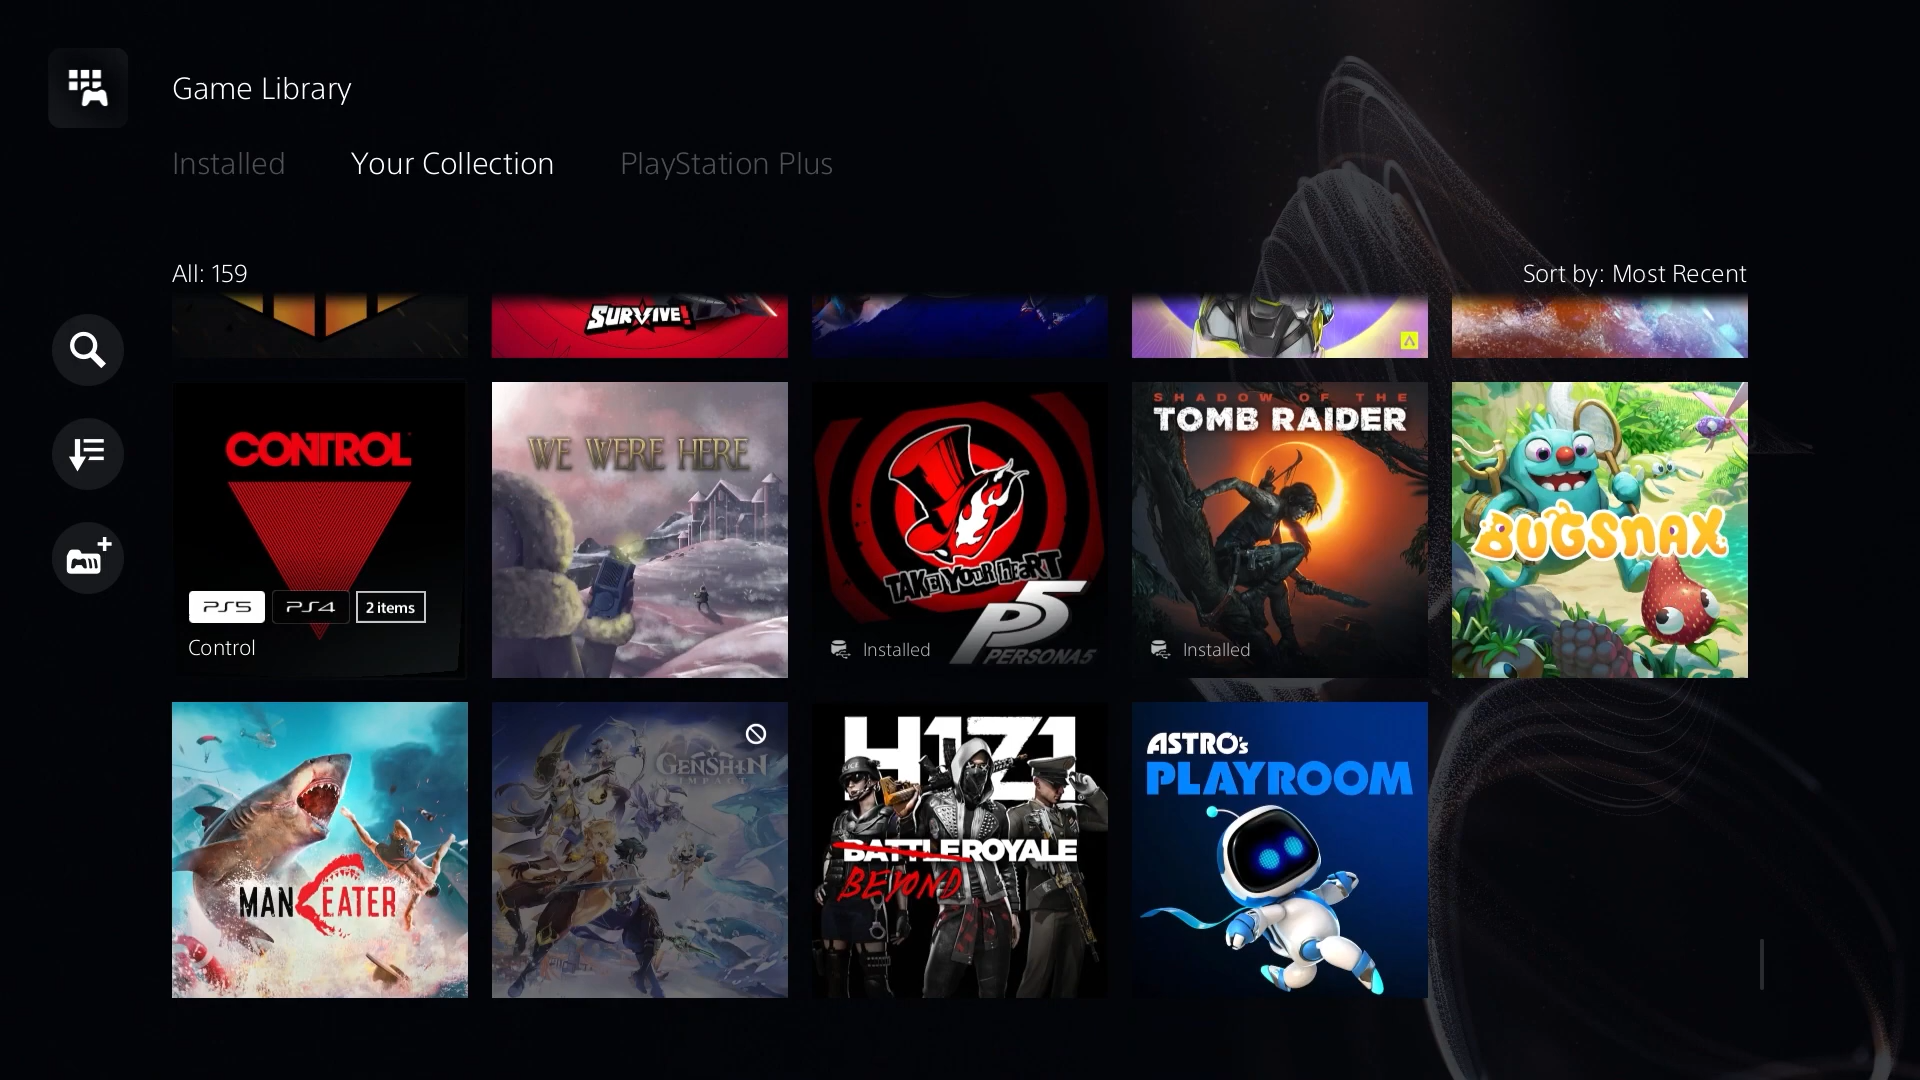 Game Library
Installed
Your Collection
PlayStation Plus
All: 159
Sort by: Most Recent
SURVIVE!
CONTROL
PS5
PS4
2 items
Control
WE WERE HERE
TAKE YOUR HEART
P5
PERSONA5
Installed
SHADOW OF THE
TOMB RAIDER
Installed
BUGSNAX
MANEATER
GENSHIN
IMPACT
H1Z1
BATTLE ROYALE
BEYOND
ASTRO's
PLAYROOM